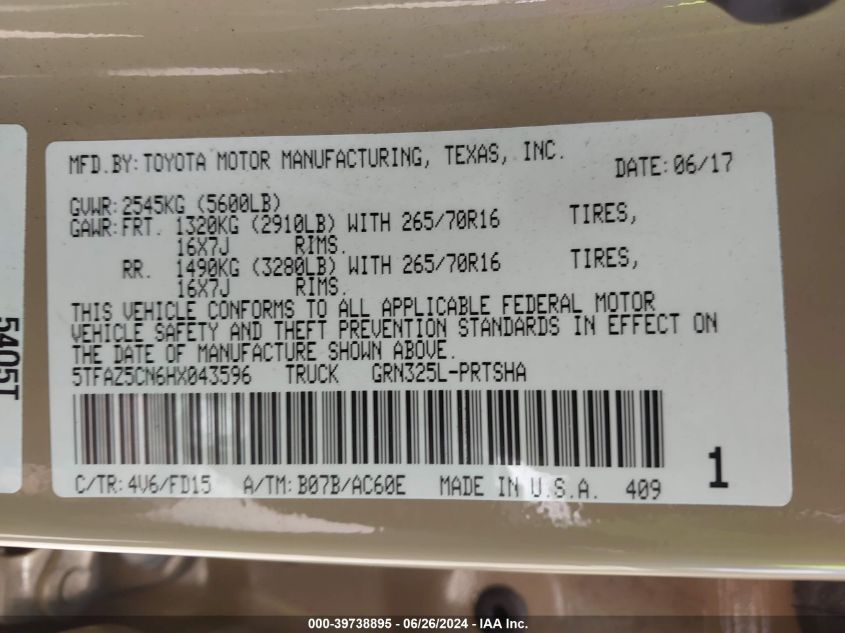 MFD.BY:TOYOTA MOTOR MANUFACTURING, TEXAS, INC. DATE:06/17
GVWR:2545KG (5600LB)
GAWR:FRT. 1320KG (2910LB) WITH 265/70R16 TIRES,
16X7J RIMS.
RR. 1490KG (3280LB) WITH 265/70R16 TIRES,
16X7J RIMS.
THIS VEHICLE CONFORMS TO ALL APPLICABLE FEDERAL MOTOR
VEHICLE SAFETY AND THEFT PREVENTION STANDARDS IN EFFECT ON
THE DATE OF MANUFACTURE SHOWN ABOVE.
5TFAZ5CN6HX043596 TRUCK GRN325L-PRTSHA
C/TR:4V6/FD15 A/TM:B07B/AC60E MADE IN U.S.A. 409
1
5405T
000-39738895 - 06/26/2024 - IAA Inc.